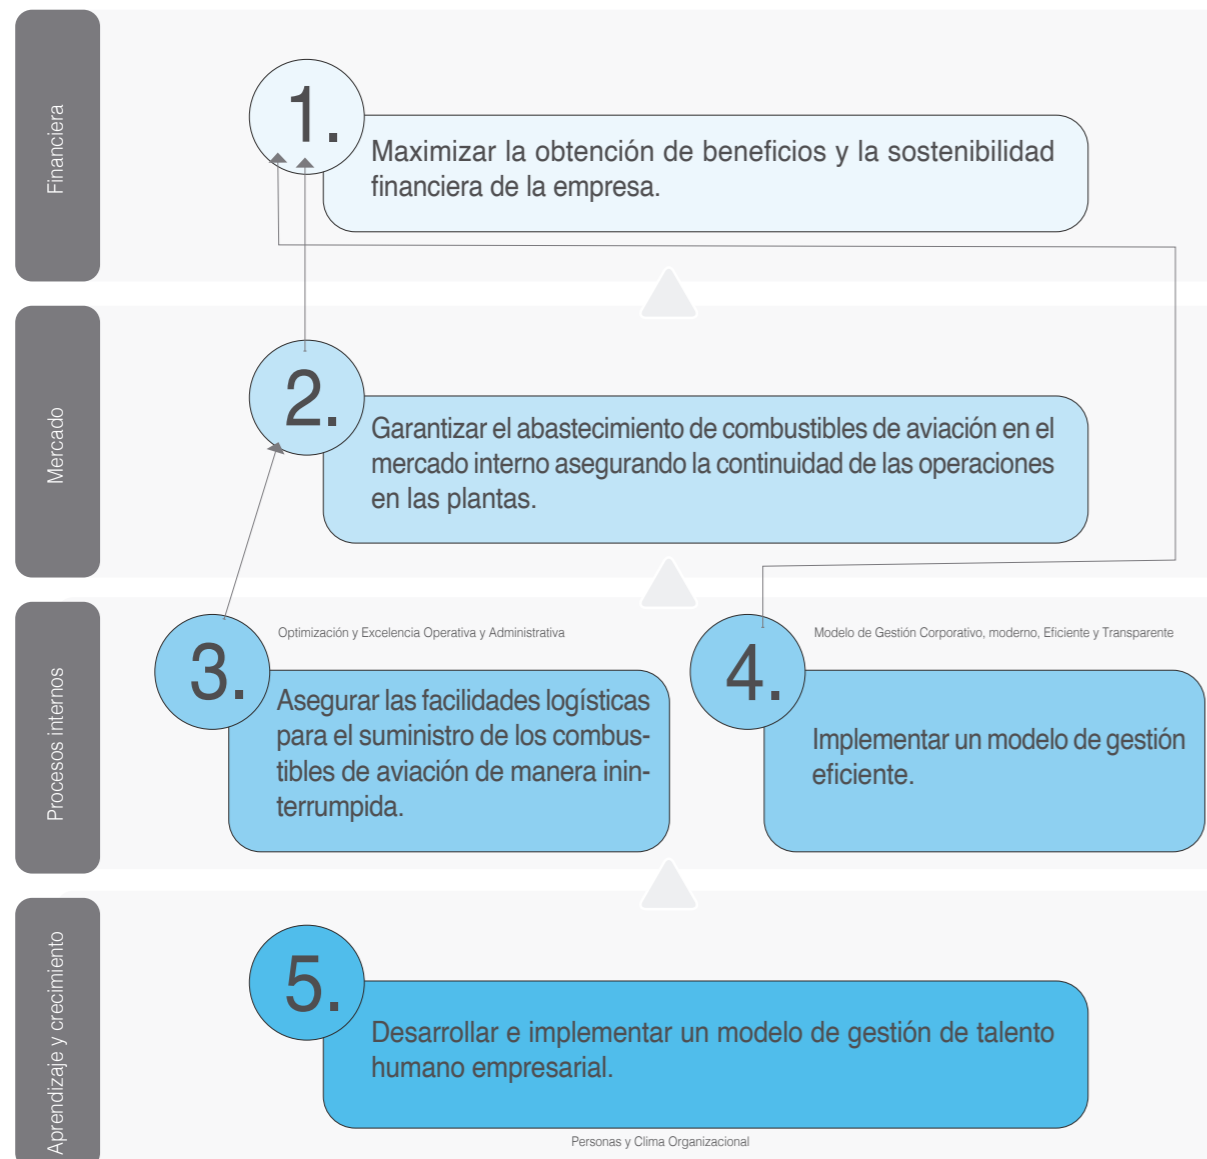 Financiera
1.
Maximizar la obtención de beneficios y la sostenibilidad
financiera de la empresa.
Mercado
2.
Garantizar el abastecimiento de combustibles de aviación en el
mercado interno asegurando la continuidad de las operaciones
en las plantas.
Procesos internos
Optimización y Excelencia Operativa y Administrativa
3.
Asegurar las facilidades logísticas
para el suministro de los combus-
tibles de aviación de manera inin-
terrumpida.
Modelo de Gestión Corporativo, moderno, Eficiente y Transparente
4.
Implementar un modelo de gestión
eficiente.
Aprendizaje y crecimiento
5.
Desarrollar e implementar un modelo de gestión de talento
humano empresarial.
Personas y Clima Organizacional